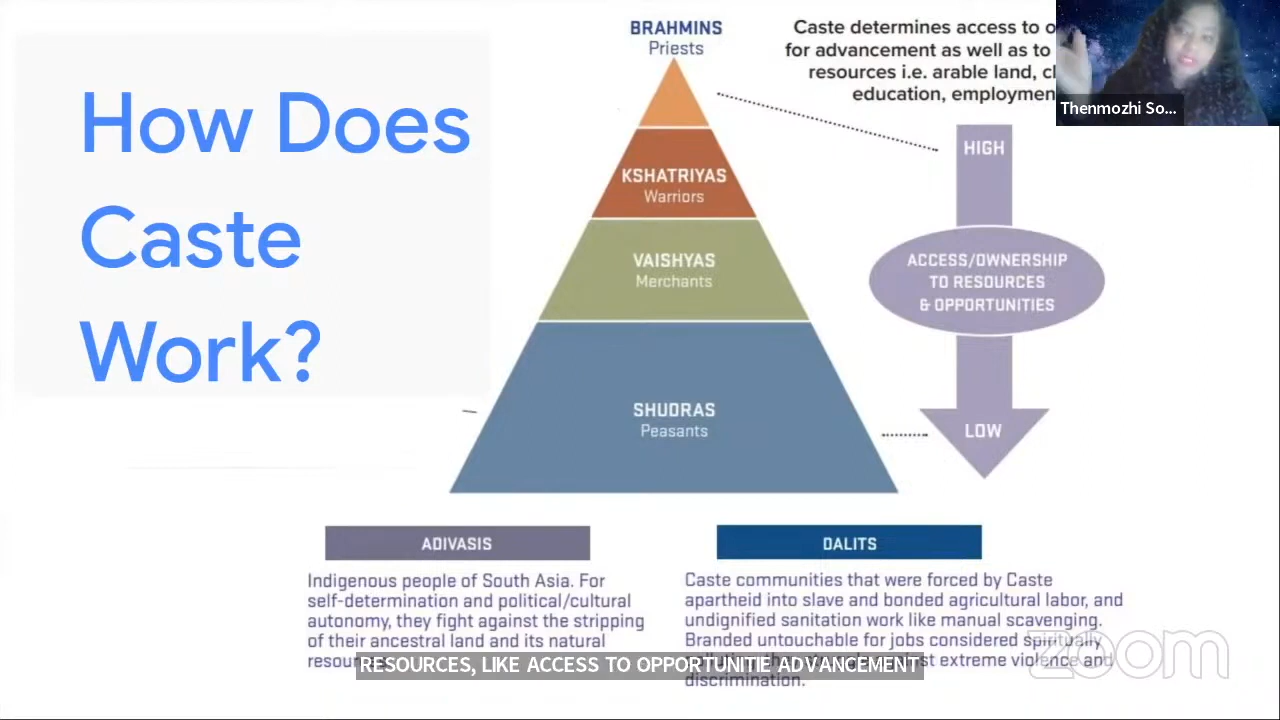 How Does
Caste
Work?
BRAHMINS
Priests
KSHATRIYAS
Warriors
VAISHYAS
Merchants
SHUDRAS
Peasants
Caste determines access to
for advancement as well as to
resources i.e. arable land,
education,
Thenmozhi So...
HIGH
ACCESS/OWNERSHIP
TO RESOURCES
& OPPORTUNITIES
LOW
ADIVASIS
Indigenous people of South Asia. For
self-determination and political/cultural
autonomy, they fight against the stripping
of their ancestral land and its natural
DALITS
Caste communities that were forced by Caste
apartheid into slave and bonded agricultural labor, and
undignified sanitation work like manual scavenging.
Branded untouchable for jobs considered spiritually
extreme violence and
discrimination.
RESOURCES, LIKE ACCESS TO OPPORTUNITIE ADVANCEMENT
zoom